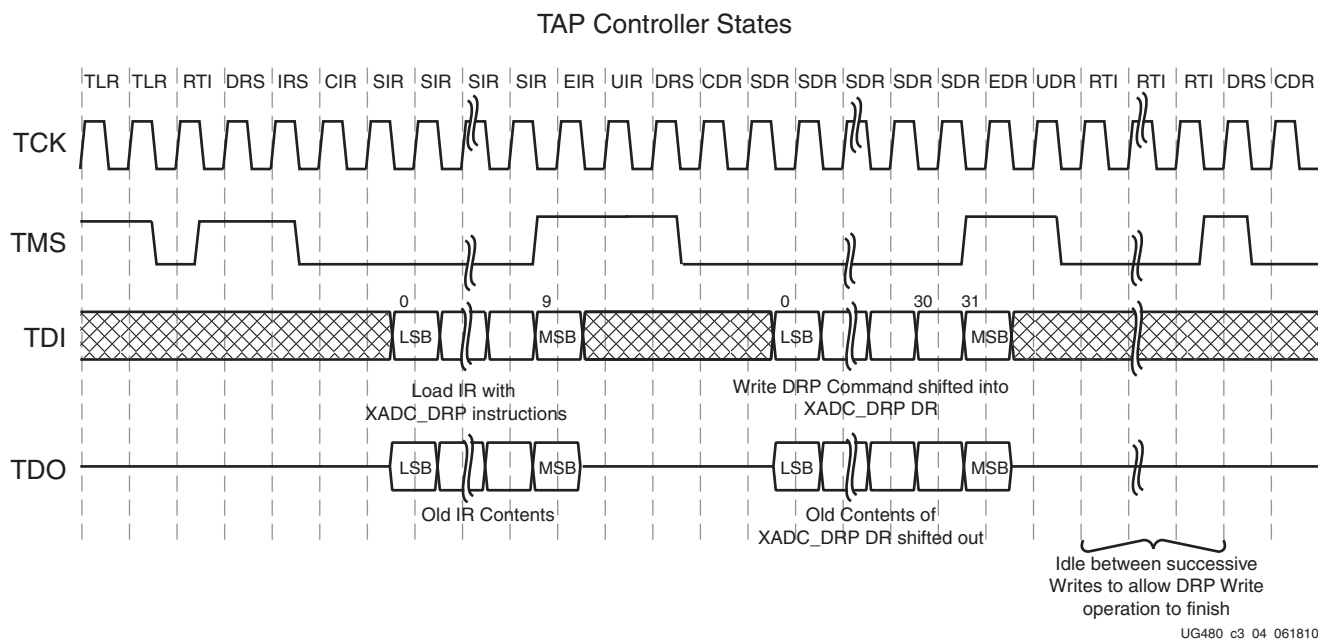 TAP Controller States
TLR TLR RTI DRS IRS CIR SIR SIR SIR SIR EIR UIR DRS CDR SDR SDR SDR SDR SDR EDR UDR RTI RTI RTI DRS CDR
TCK
TMS
0 9 0 30 31
TDI LSB MSB LSB MSB
Load IR with
XADC_DRP instructions
Write DRP Command shifted into
XADC_DRP DR
TDO LSB MSB LSB MSB
Old IR Contents
Old Contents of
XADC_DRP DR shifted out
Idle between successive
Writes to allow DRP Write
operation to finish
UG480_c3_04_061810